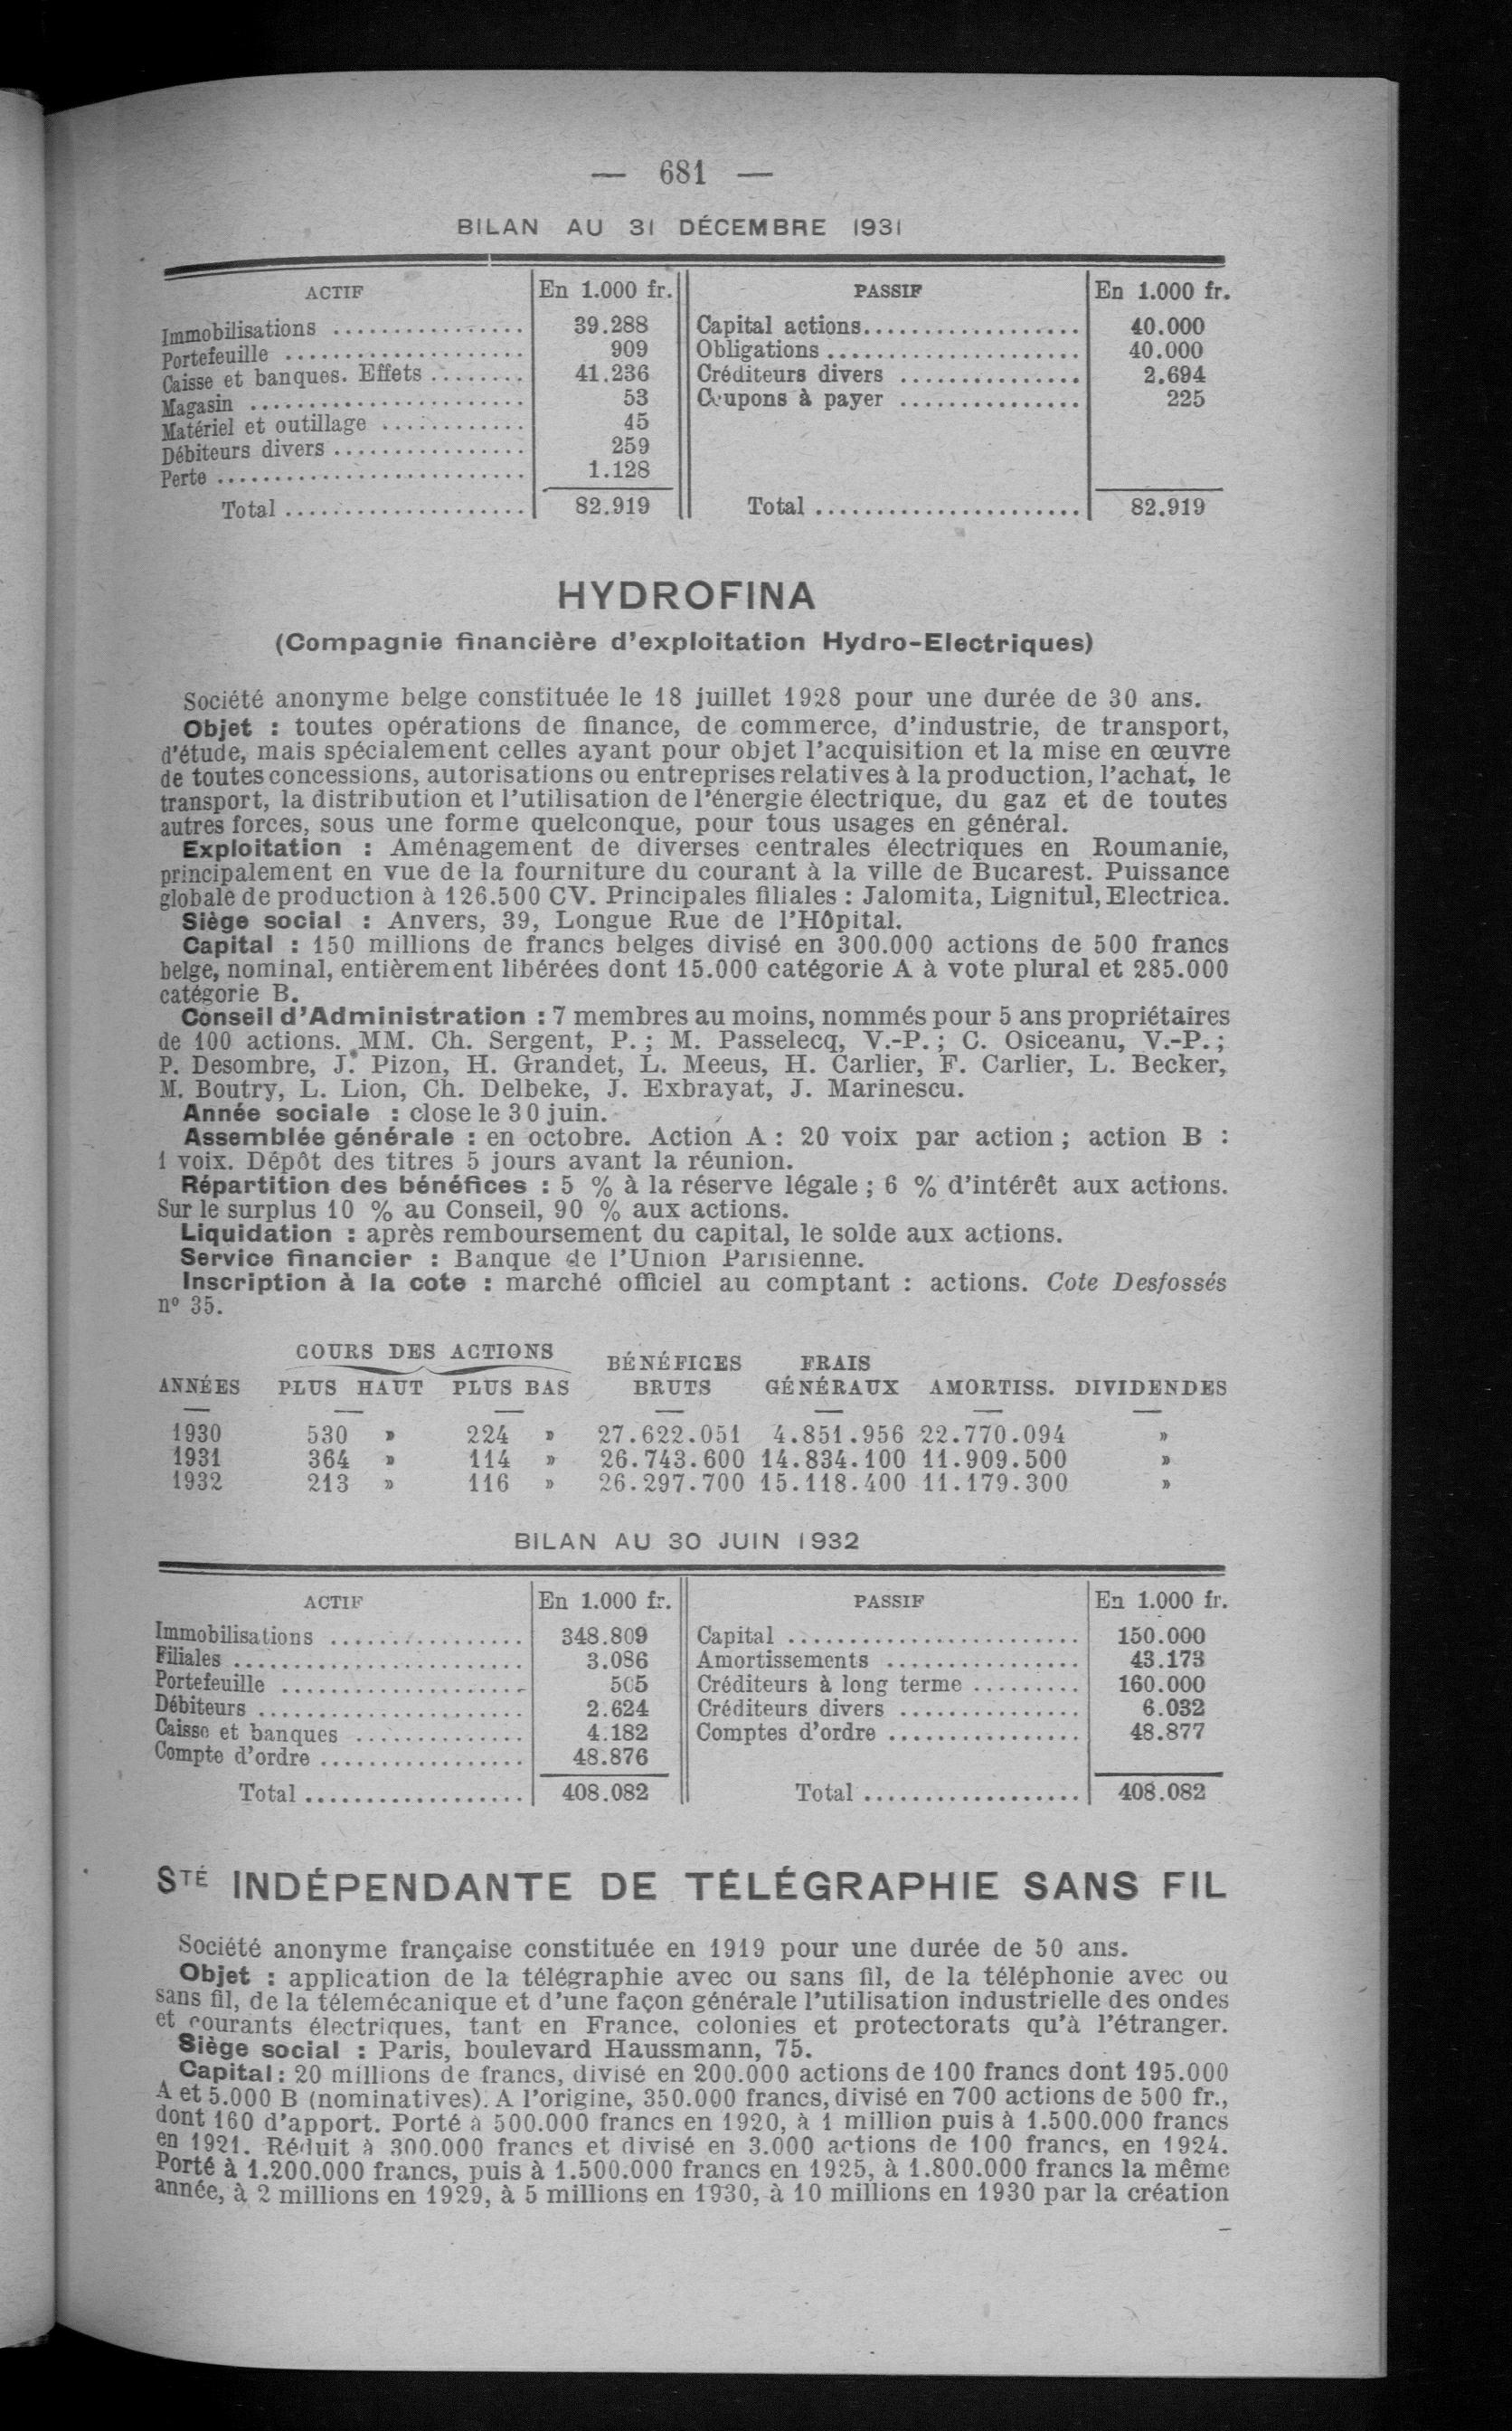 — 681 —
BILAN AU 31 DÉCEMBRE 1931
ACTIF En 1.000 fr. PASSIF En 1.000 fr.
Immobilisations ................ 39.288 Capital actions.................. 40.000
Portefeuille .................... 909 Obligations ..................... 40.000
Caisse et banques. Effets ........ 41.236 Créditeurs divers ............... 2.694
Magasin ....................... 53 Coupons à payer ............... 225
Matériel et outillage ............ 45
Débiteurs divers ................ 259
Perte .......................... 1.128
Total .................... 82.919 Total ...................... 82.919
HYDROFINA
(Compagnie financière d'exploitation Hydro-Electriques)
Société anonyme belge constituée le 18 juillet 1928 pour une durée de 30 ans.
Objet : toutes opérations de finance, de commerce, d'industrie, de transport,
d'étude, mais spécialement celles ayant pour objet l'acquisition et la mise en œuvre
de toutes concessions, autorisations ou entreprises relatives à la production, l'achat, le
transport, la distribution et l'utilisation de l'énergie électrique, du gaz et de toutes
autres forces, sous une forme quelconque, pour tous usages en général.
Exploitation : Aménagement de diverses centrales électriques en Roumanie,
principalement en vue de la fourniture du courant à la ville de Bucarest. Puissance
globale de production à 126.500 CV. Principales filiales : Jalomita, Lignitul, Electrica.
Siège social : Anvers, 39, Longue Rue de l'Hôpital.
Capital : 150 millions de francs belges divisé en 300.000 actions de 500 francs
belge, nominal, entièrement libérées dont 15.000 catégorie A à vote plural et 285.000
catégorie B.
Conseil d'Administration : 7 membres au moins, nommés pour 5 ans propriétaires
de 100 actions. MM. Ch. Sergent, P. ; M. Passelecq, V.-P. ; C. Osiceanu, V.-P. ;
P. Desombre, J. Pizon, H. Grandet, L. Meeus, H. Carlier, F. Carlier, L. Becker,
M. Boutry, L. Lion, Ch. Delbeke, J. Exbrayat, J. Marinescu.
Année sociale : close le 30 juin.
Assemblée générale : en octobre. Action A : 20 voix par action ; action B :
1 voix. Dépôt des titres 5 jours avant la réunion.
Répartition des bénéfices : 5 % à la réserve légale ; 6 % d'intérêt aux actions.
Sur le surplus 10 % au Conseil, 90 % aux actions.
Liquidation : après remboursement du capital, le solde aux actions.
Service financier : Banque de l'Union Parisienne.
Inscription à la cote : marché officiel au comptant : actions. Cote Desfossés
nº 35.
COURS DES ACTIONS BÉNÉFICES FRAIS
ANNÉES PLUS HAUT PLUS BAS BRUTS GÉNÉRAUX AMORTISS. DIVIDENDES
1930 530 » 224 » 27.622.051 4.851.956 22.770.094 »
1931 364 » 114 » 26.743.600 14.834.100 11.909.500 »
1932 213 » 116 » 26.297.700 15.118.400 11.179.300 »
BILAN AU 30 JUIN 1932
ACTIF En 1.000 fr. PASSIF En 1.000 fr.
Immobilisations ................ 348.809 Capital ........................ 150.000
Filiales ........................ 3.086 Amortissements ................ 43.173
Portefeuille .................... 505 Créditeurs à long terme ......... 160.000
Débiteurs ...................... 2.624 Créditeurs divers ............... 6.032
Caisse et banques .............. 4.182 Comptes d'ordre ................ 48.877
Compte d'ordre ................. 48.876
Total .................. 408.082 Total .................. 408.082
STÉ INDÉPENDANTE DE TÉLÉGRAPHIE SANS FIL
Société anonyme française constituée en 1919 pour une durée de 50 ans.
Objet : application de la télégraphie avec ou sans fil, de la téléphonie avec ou
sans fil, de la télemécanique et d'une façon générale l'utilisation industrielle des ondes
et courants électriques, tant en France, colonies et protectorats qu'à l'étranger.
Siège social : Paris, boulevard Haussmann, 75.
Capital : 20 millions de francs, divisé en 200.000 actions de 100 francs dont 195.000
A et 5.000 B (nominatives). A l'origine, 350.000 francs, divisé en 700 actions de 500 fr.,
dont 160 d'apport. Porté à 500.000 francs en 1920, à 1 million puis à 1.500.000 francs
en 1921. Réduit à 300.000 francs et divisé en 3.000 actions de 100 francs, en 1924.
Porté à 1.200.000 francs, puis à 1.500.000 francs en 1925, à 1.800.000 francs la même
année, à 2 millions en 1929, à 5 millions en 1930, à 10 millions en 1930 par la création